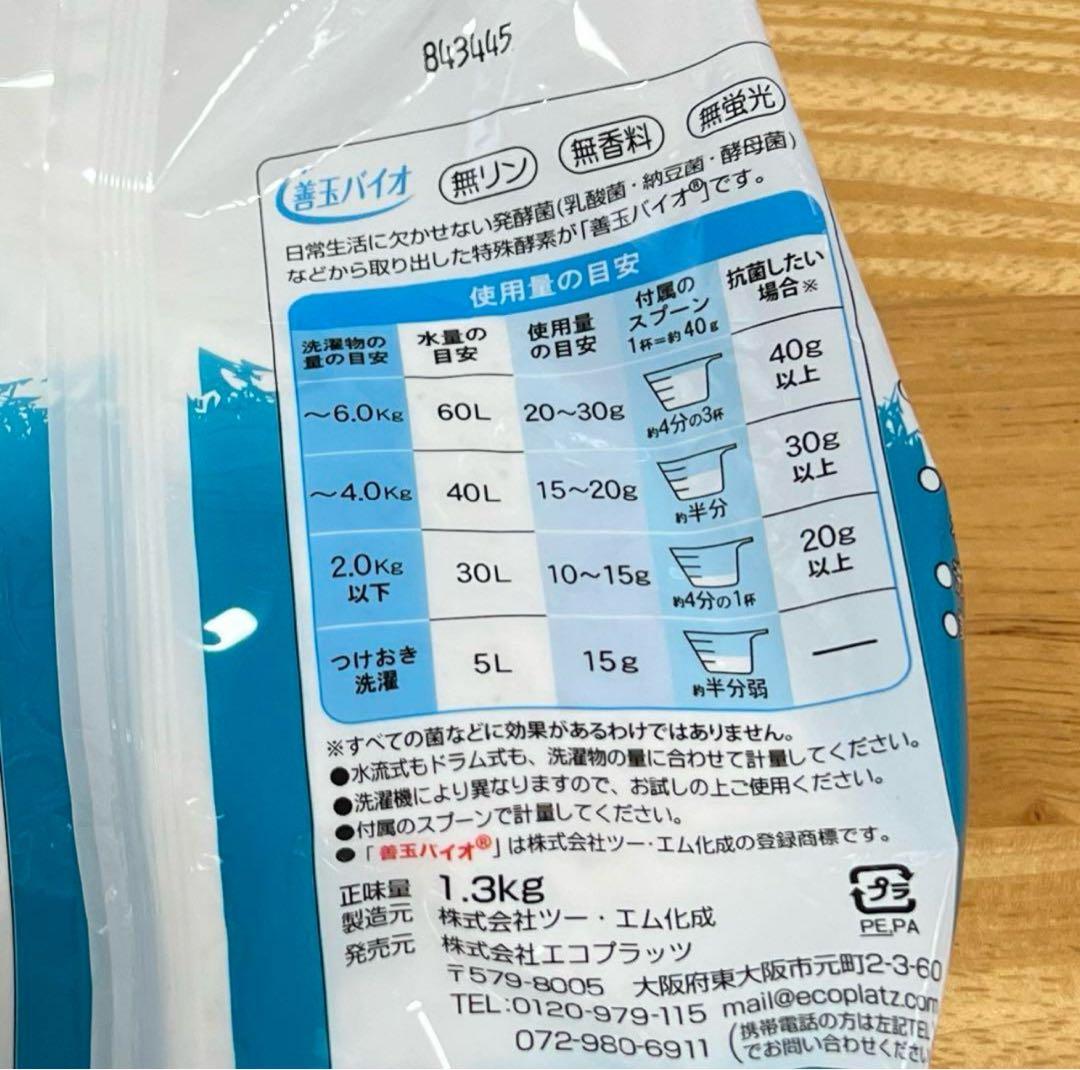 843445
善玉バイオ 無リン 無香料 無蛍光
日常生活に欠かせない発酵菌(乳酸菌・納豆菌・酵母菌)
などから取り出した特殊酵素が「善玉バイオ®」です。
使用量の目安
洗濯物の量の目安 水量の目安 使用量の目安 付属のスプーン 1杯=約40g 抗菌したい場合※
～6.0Kg 60L 20～30g 約4分の3杯 40g以上
～4.0Kg 40L 15～20g 約半分 30g以上
2.0Kg以下 30L 10～15g 約4分の1杯 20g以上
つけおき洗濯 5L 15g 約半分弱 ―
※すべての菌などに効果があるわけではありません。
●水流式もドラム式も、洗濯物の量に合わせて計量してください。
●洗濯機により異なりますので、お試しの上ご使用ください。
●付属のスプーンで計量してください。
●「善玉バイオ®」は株式会社ツー・エム化成の登録商標です。
正味量 1.3kg
製造元 株式会社ツー・エム化成
発売元 株式会社エコプラッツ
プラ
PE,PA
〒579-8005 大阪府東大阪市元町2-3-60
TEL:0120-979-115 mail@ecoplatz.com
072-980-6911 (携帯電話の方は左記TEL
でお問い合わせくださ